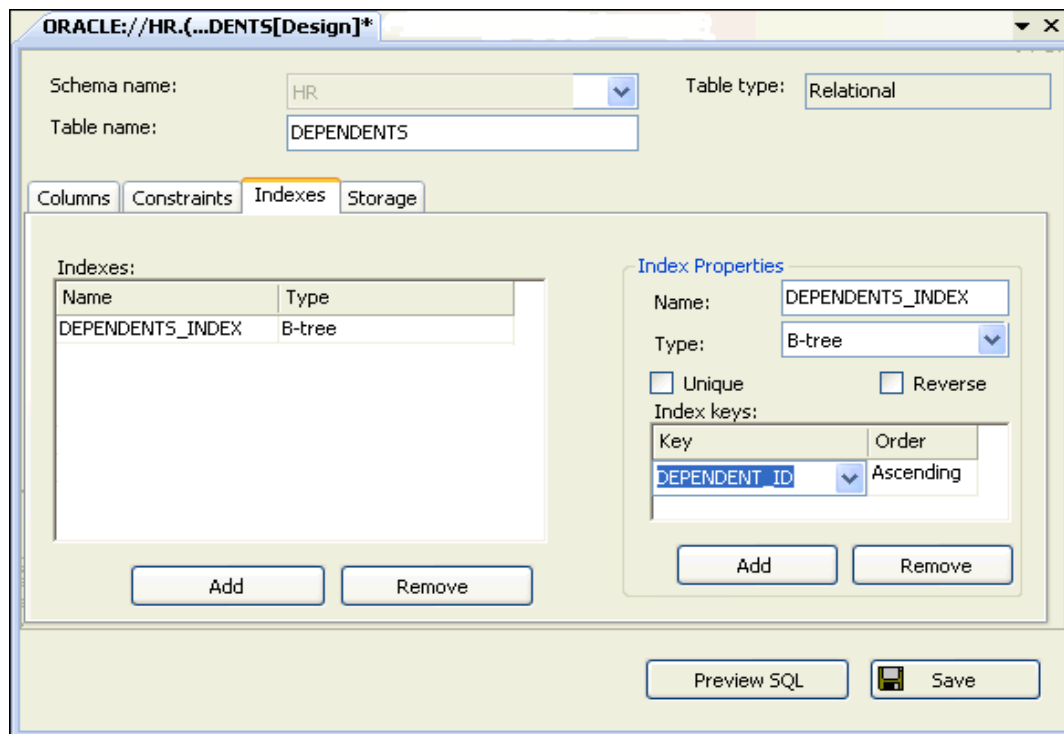 ORACLE://HR.(...DENTS[Design]*
Schema name: HR Table type: Relational
Table name: DEPENDENTS
Columns Constraints Indexes Storage
Indexes:
Name Type
DEPENDENTS_INDEX B-tree
Add Remove
Index Properties
Name: DEPENDENTS_INDEX
Type: B-tree
Unique Reverse
Index keys:
Key Order
DEPENDENT_ID Ascending
Add Remove
Preview SQL Save